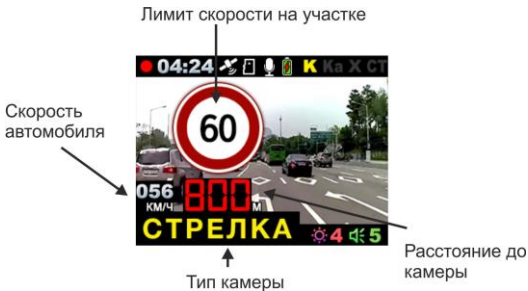 Лимит скорости на участке
04:24 K Ka X СТ
60
Скорость
автомобиля
056
КМ/Ч
800
М
СТРЕЛКА
4 5
Расстояние до
камеры
Тип камеры